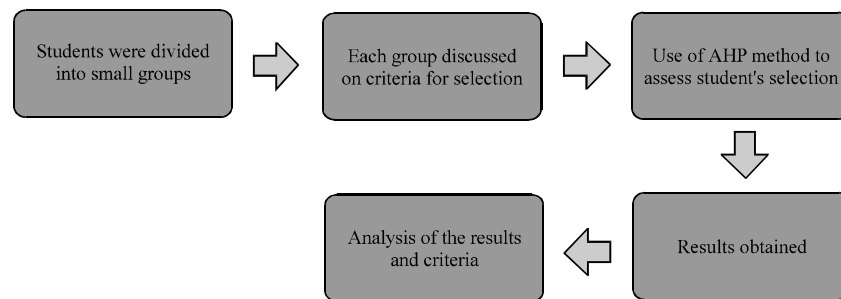 Students were divided
into small groups
Each group discussed
on criteria for selection
Use of AHP method to
assess student's selection
Results obtained
Analysis of the results
and criteria